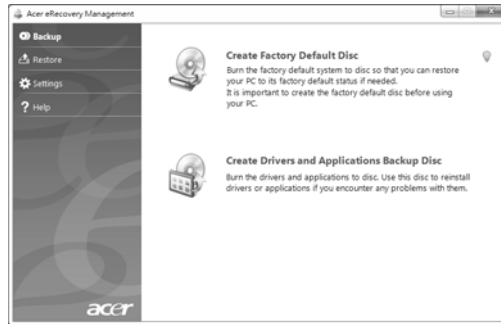 Acer eRecovery Management
Backup
Restore
Settings
Help
Create Factory Default Disc
Burn the factory default system to disc so that you can restore
your PC to its factory default status if needed.
It is important to create the factory default disc before using
your PC.
Create Drivers and Applications Backup Disc
Burn the drivers and applications to disc. Use this disc to reinstall
drivers or applications if you encounter any problems with them.
acer